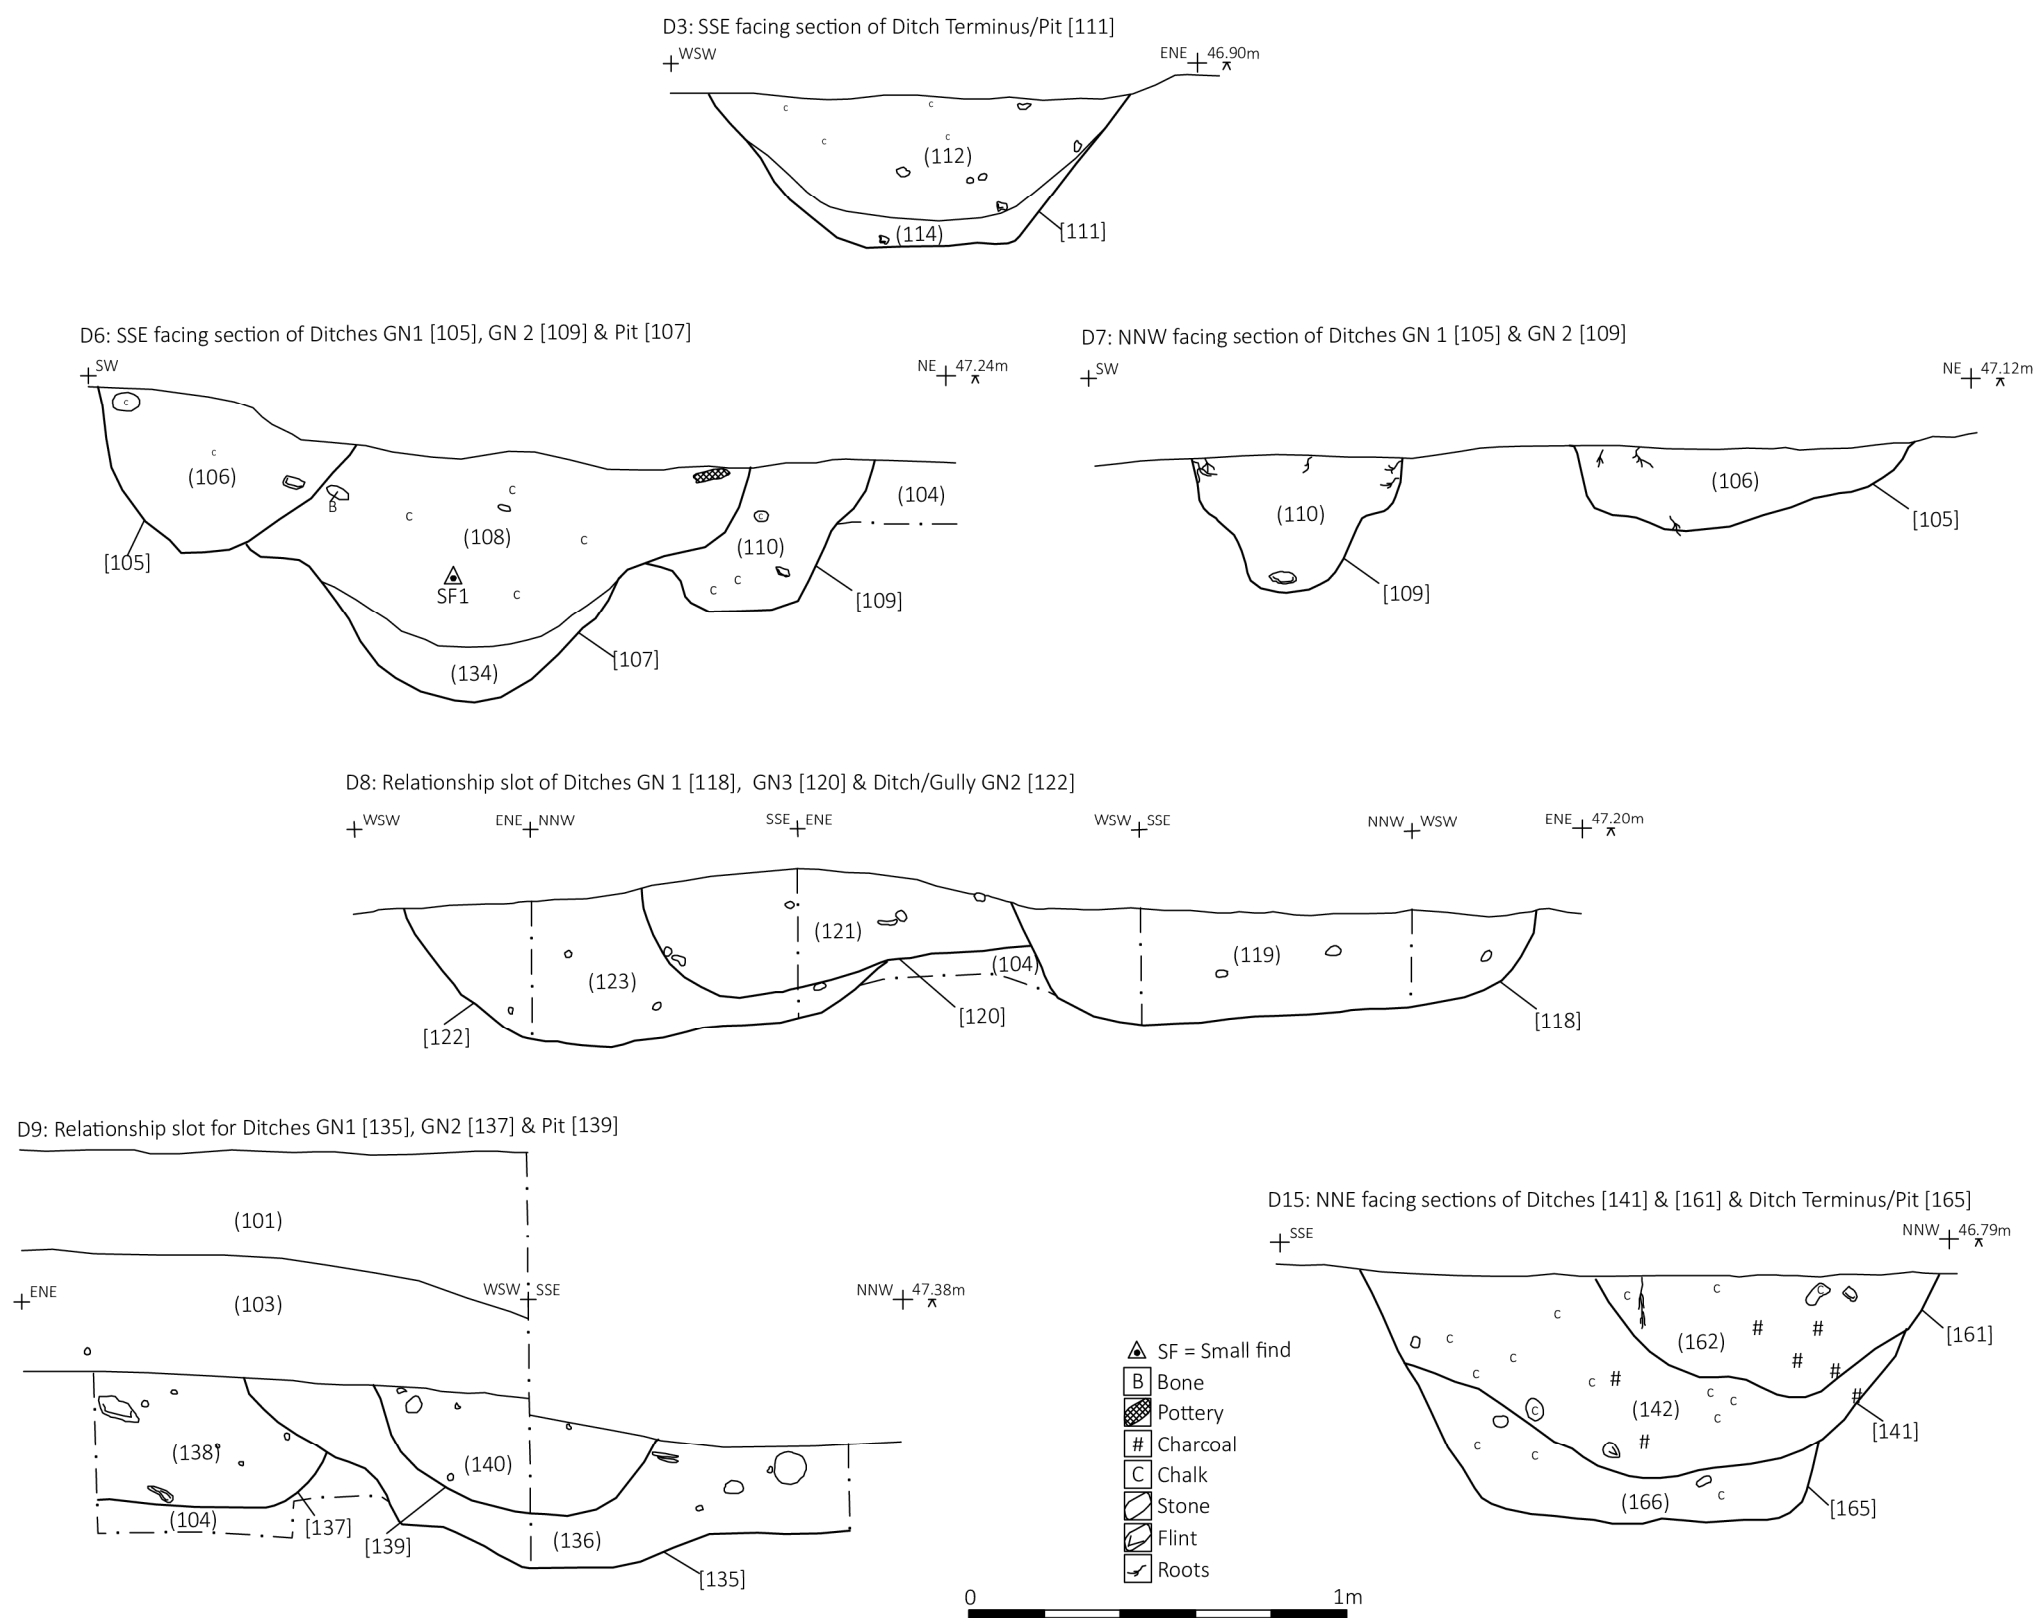 D3: SSE facing section of Ditch Terminus/Pit [111]
WSW
ENE 46.90m
c
c
c
c
(112)
(114)
[111]
D6: SSE facing section of Ditches GN1 [105], GN 2 [109] & Pit [107]
SW
NE 47.24m
c
c
(106)
B
c
c
(108)
c
SF1
c
(104)
c
(110)
c
c
[105]
[109]
[107]
(134)
D7: NNW facing section of Ditches GN 1 [105] & GN 2 [109]
SW
NE 47.12m
(110)
(106)
[105]
[109]
D8: Relationship slot of Ditches GN 1 [118], GN3 [120] & Ditch/Gully GN2 [122]
WSW
ENE NNW
SSE ENE
WSW SSE
NNW WSW
ENE 47.20m
(121)
(123)
(104)
(119)
[122]
[120]
[118]
D9: Relationship slot for Ditches GN1 [135], GN2 [137] & Pit [139]
(101)
(103)
ENE
WSW SSE
NNW 47.38m
(138)
(140)
(104)
[137]
[139]
(136)
[135]
D15: NNE facing sections of Ditches [141] & [161] & Ditch Terminus/Pit [165]
SSE
NNW 46.79m
c
c
c
c
(162)
#
#
[161]
c
c
c
#
#
#
c
#
c
c
(142)
c
c
#
[141]
c
c
(166)
c
[165]
SF = Small find
B Bone
Pottery
# Charcoal
C Chalk
Stone
Flint
Roots
0 1m